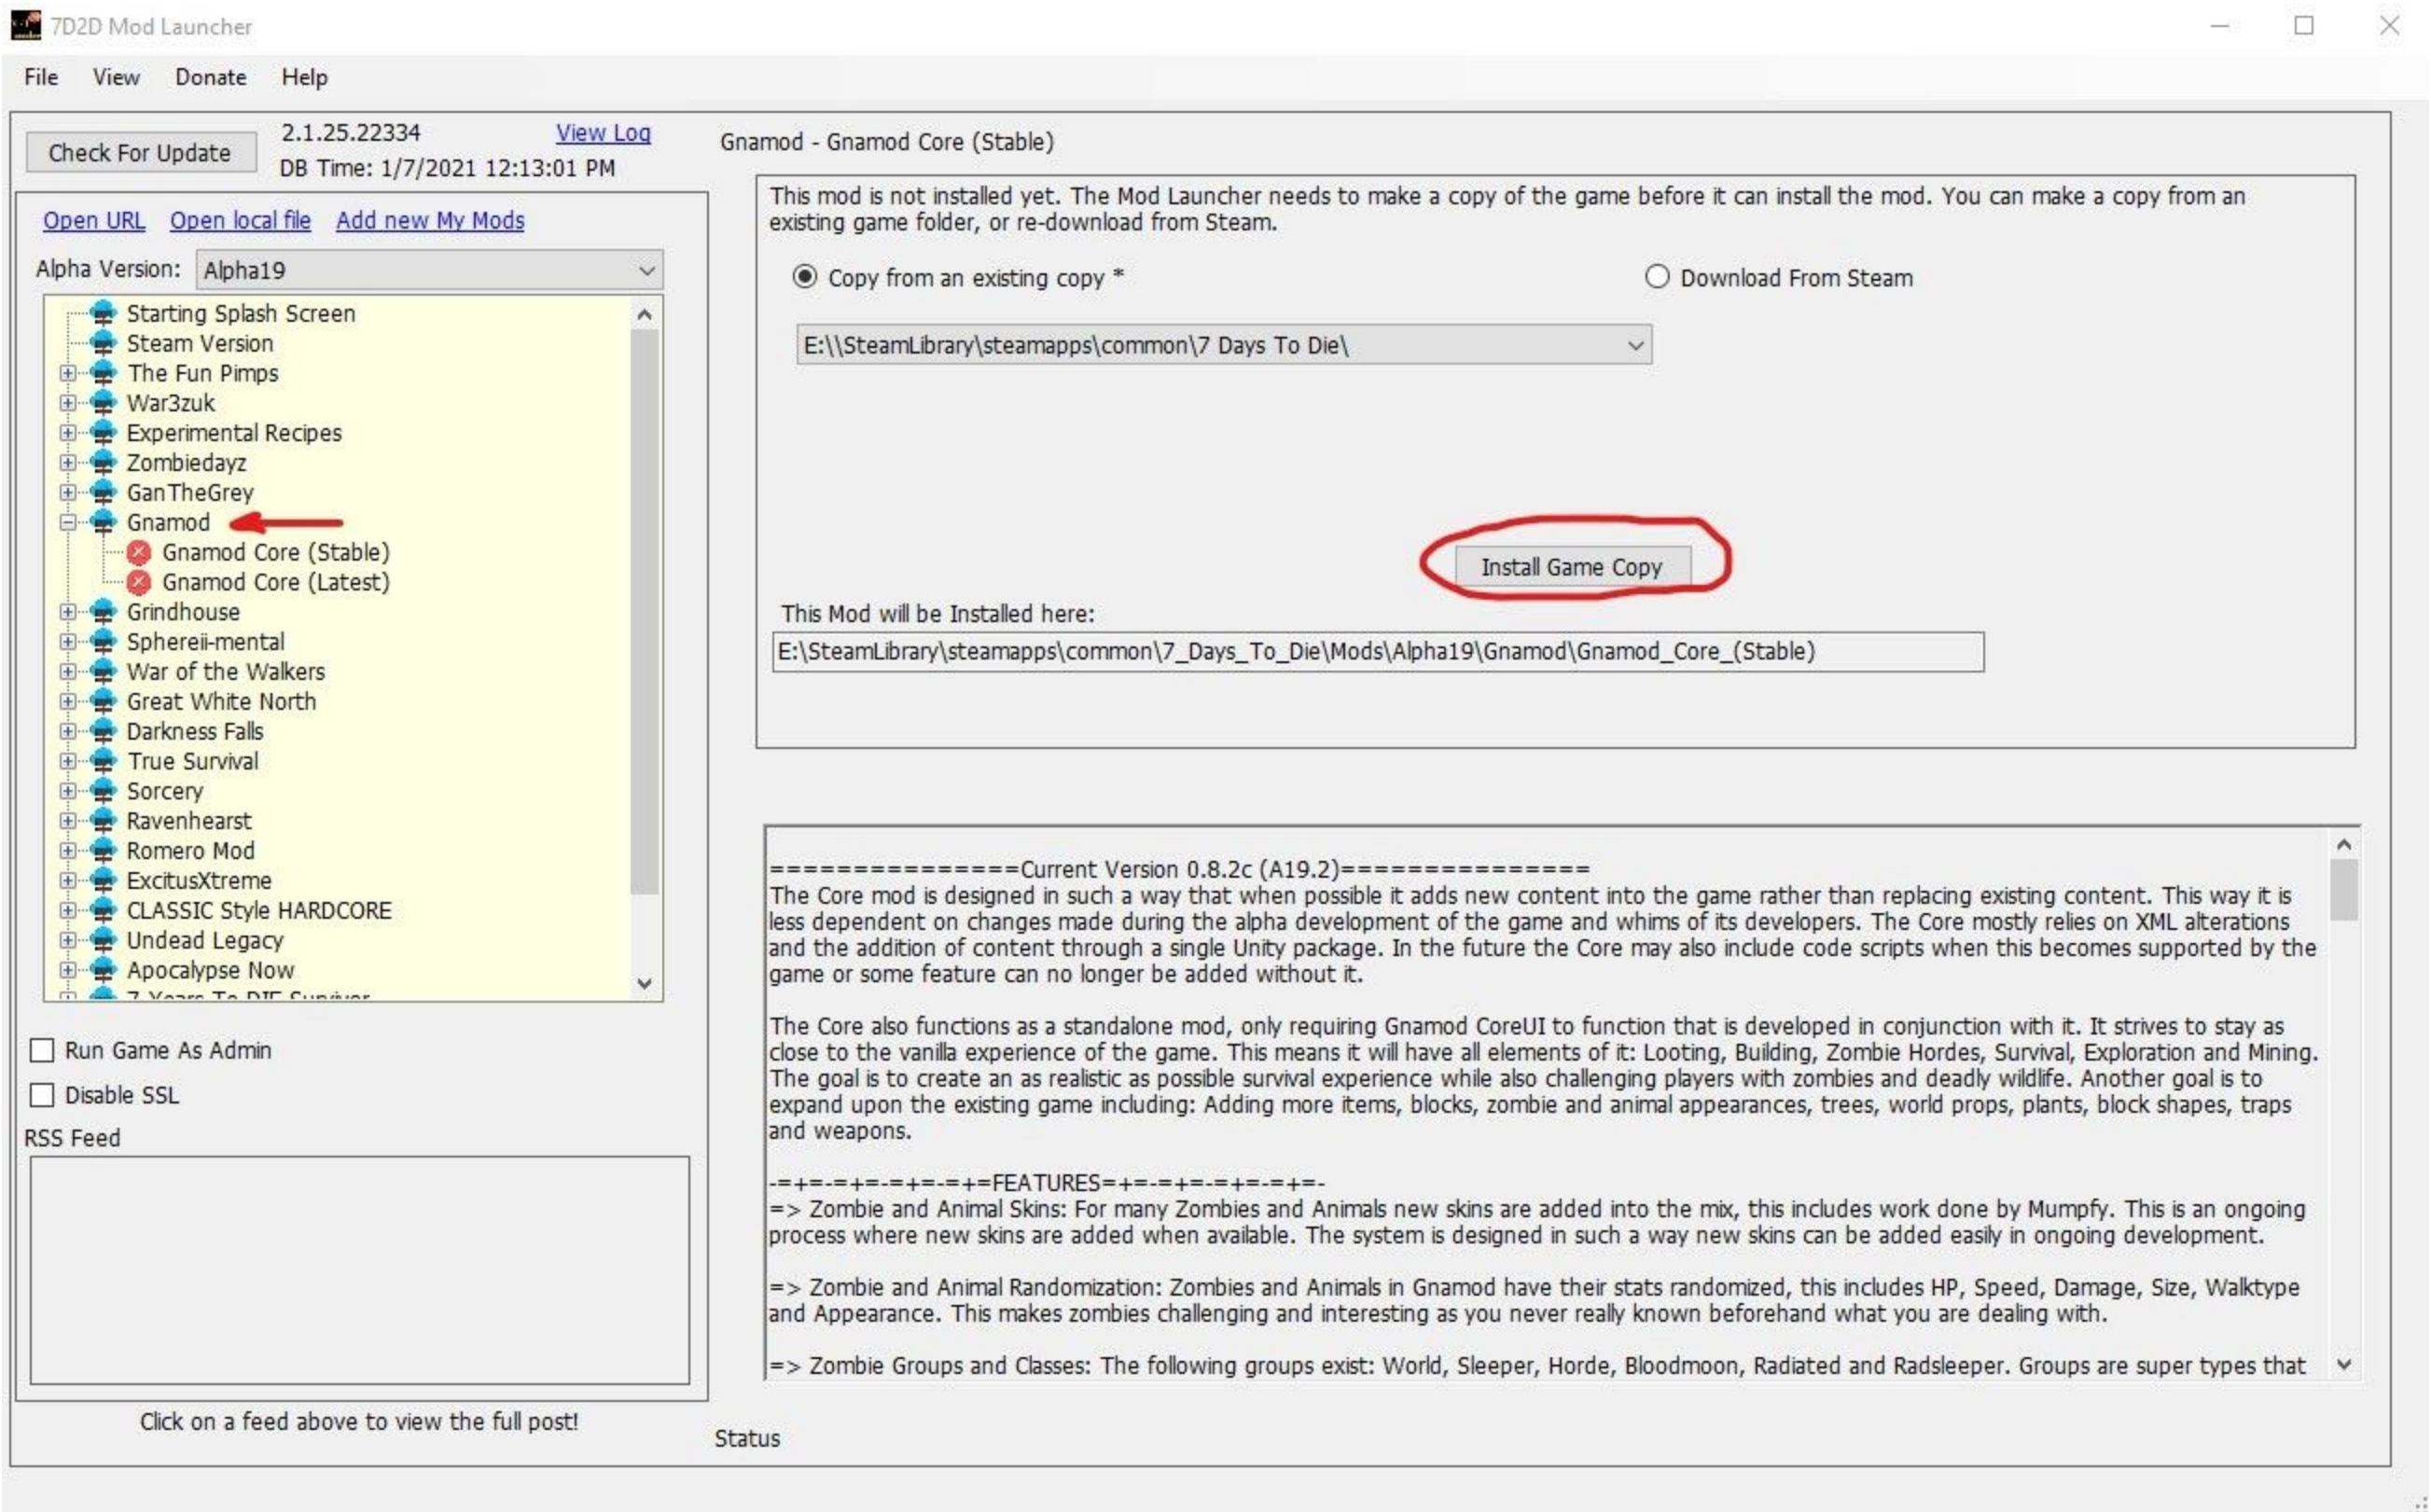 7D2D Mod Launcher
File View Donate Help
Check For Update
2.1.25.22334
View Log
DB Time: 1/7/2021 12:13:01 PM
Open URL Open local file Add new My Mods
Alpha Version: Alpha19
Starting Splash Screen
Steam Version
The Fun Pimps
War3zuk
Experimental Recipes
Zombiedayz
GanTheGrey
Gnamod
Gnamod Core (Stable)
Gnamod Core (Latest)
Grindhouse
Sphereii-mental
War of the Walkers
Great White North
Darkness Falls
True Survival
Sorcery
Ravenhearst
Romero Mod
ExcitusXtreme
CLASSIC Style HARDCORE
Undead Legacy
Apocalypse Now
7 Years To DIE Survivor
Run Game As Admin
Disable SSL
RSS Feed
Click on a feed above to view the full post!
Gnamod - Gnamod Core (Stable)
This mod is not installed yet. The Mod Launcher needs to make a copy of the game before it can install the mod. You can make a copy from an
existing game folder, or re-download from Steam.
Copy from an existing copy *
Download From Steam
E:\\SteamLibrary\steamapps\common\7 Days To Die\
Install Game Copy
This Mod will be Installed here:
E:\SteamLibrary\steamapps\common\7_Days_To_Die\Mods\Alpha19\Gnamod\Gnamod_Core_(Stable)
===============Current Version 0.8.2c (A19.2)===============
The Core mod is designed in such a way that when possible it adds new content into the game rather than replacing existing content. This way it is
less dependent on changes made during the alpha development of the game and whims of its developers. The Core mostly relies on XML alterations
and the addition of content through a single Unity package. In the future the Core may also include code scripts when this becomes supported by the
game or some feature can no longer be added without it.
The Core also functions as a standalone mod, only requiring Gnamod CoreUI to function that is developed in conjunction with it. It strives to stay as
close to the vanilla experience of the game. This means it will have all elements of it: Looting, Building, Zombie Hordes, Survival, Exploration and Mining.
The goal is to create an as realistic as possible survival experience while also challenging players with zombies and deadly wildlife. Another goal is to
expand upon the existing game including: Adding more items, blocks, zombie and animal appearances, trees, world props, plants, block shapes, traps
and weapons.
-=+=-=+=-=+=-=+=FEATURES=+=-=+=-=+=-=+=-
=> Zombie and Animal Skins: For many Zombies and Animals new skins are added into the mix, this includes work done by Mumpfy. This is an ongoing
process where new skins are added when available. The system is designed in such a way new skins can be added easily in ongoing development.
=> Zombie and Animal Randomization: Zombies and Animals in Gnamod have their stats randomized, this includes HP, Speed, Damage, Size, Walktype
and Appearance. This makes zombies challenging and interesting as you never really known beforehand what you are dealing with.
=> Zombie Groups and Classes: The following groups exist: World, Sleeper, Horde, Bloodmoon, Radiated and Radsleeper. Groups are super types that
Status